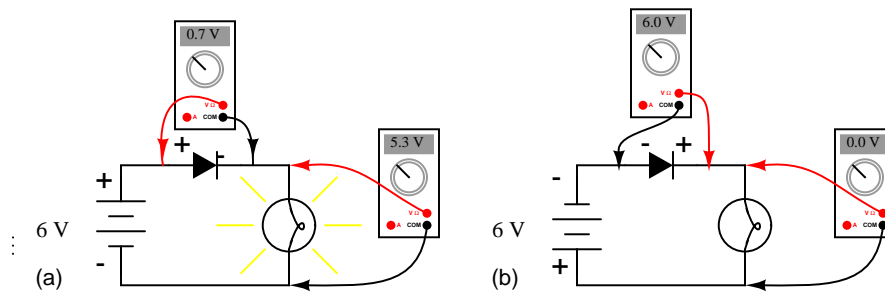 0.7 V
V Ω
A COM
+ -
5.3 V
V Ω
A COM
+
6 V
-
(a)
6.0 V
V Ω
A COM
- +
0.0 V
V Ω
A COM
-
6 V
+
(b)